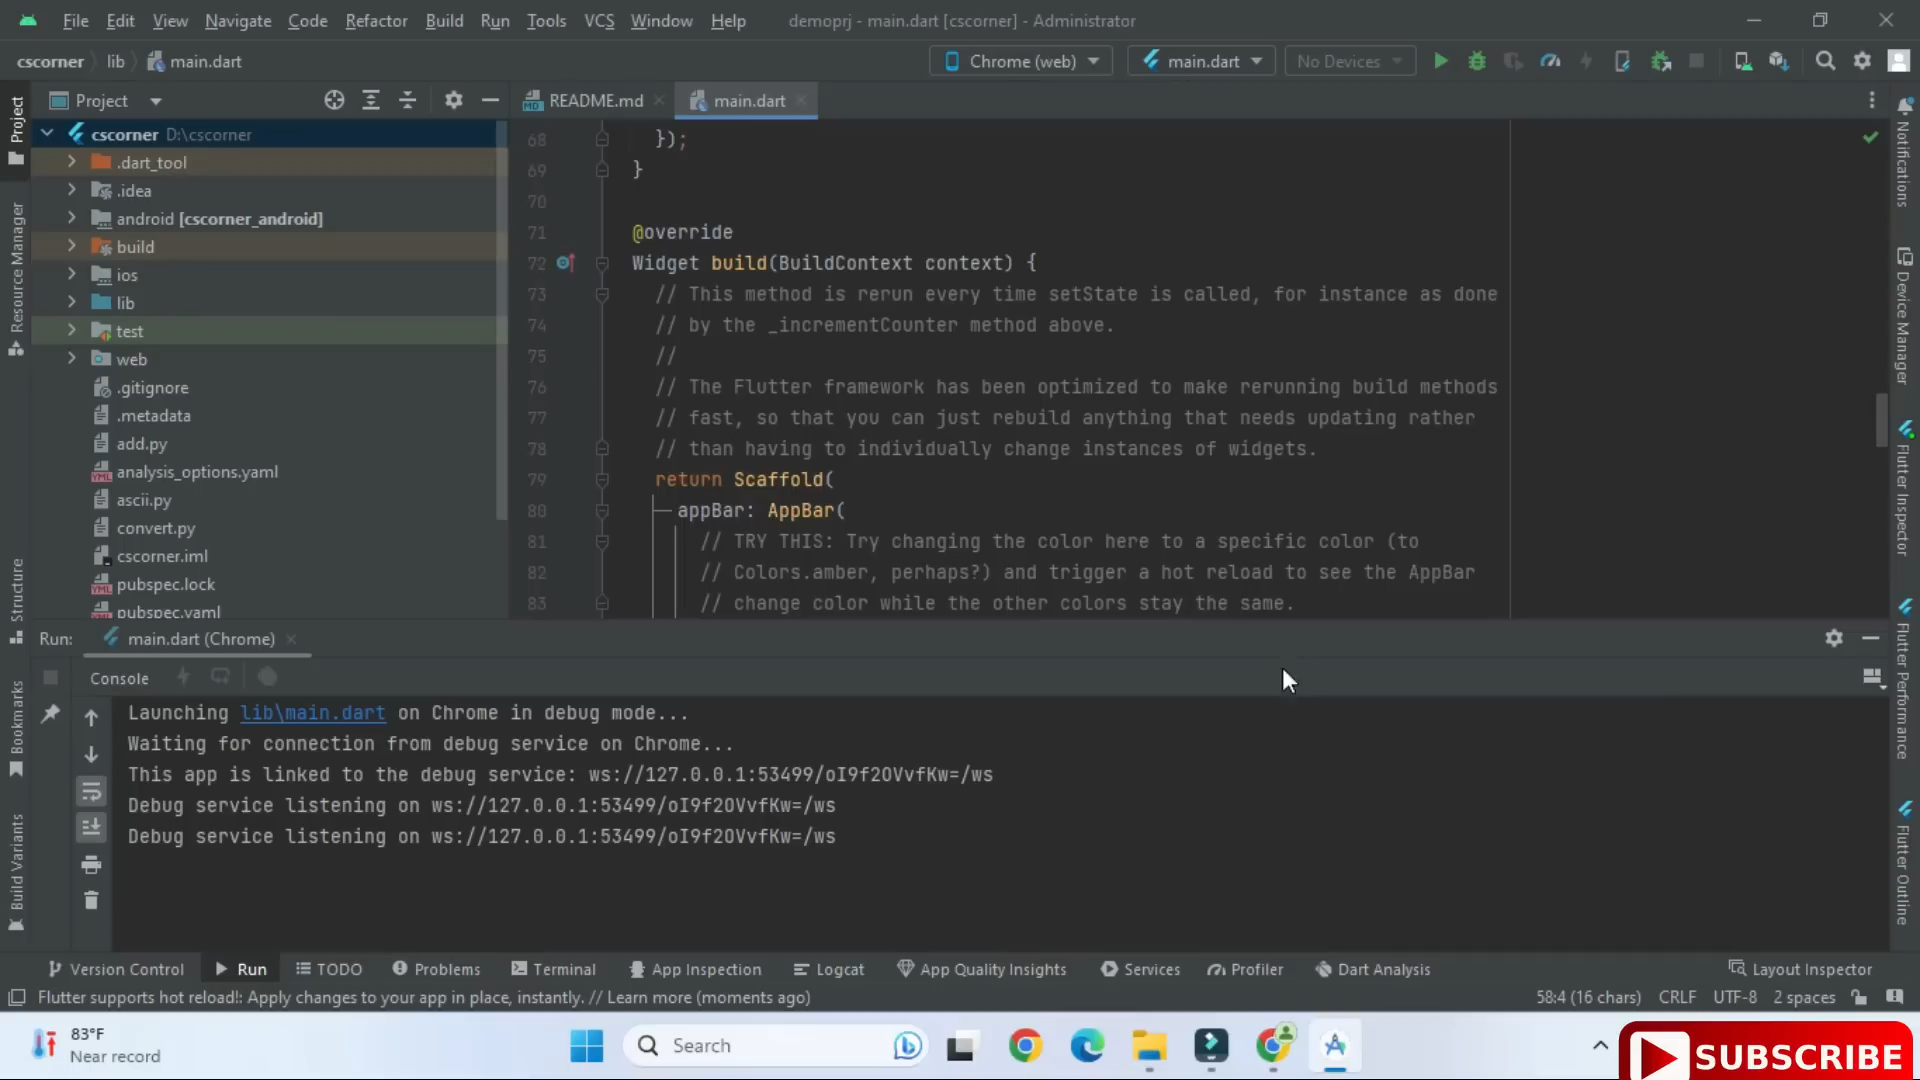 File Edit View Navigate Code Refactor Build Run Tools VCS Window Help demoprj - main.dart [cscorner] - Administrator
cscorner lib main.dart Chrome (web) main.dart No Devices
Project README.md main.dart
cscorner D:\cscorner
.dart_tool
.idea
android [cscorner_android]
build
ios
lib
test
web
.gitignore
.metadata
add.py
analysis_options.yaml
ascii.py
convert.py
cscorner.iml
pubspec.lock
pubspec.yaml
68 });
69 }
70
71 @override
72 Widget build(BuildContext context) {
73 // This method is rerun every time setState is called, for instance as done
74 // by the _incrementCounter method above.
75 //
76 // The Flutter framework has been optimized to make rerunning build methods
77 // fast, so that you can just rebuild anything that needs updating rather
78 // than having to individually change instances of widgets.
79 return Scaffold(
80 appBar: AppBar(
81 // TRY THIS: Try changing the color here to a specific color (to
82 // Colors.amber, perhaps?) and trigger a hot reload to see the AppBar
83 // change color while the other colors stay the same.
Project
Resource Manager
Structure
Bookmarks
Build Variants
Notifications
Device Manager
Flutter Inspector
Flutter Performance
Flutter Outline
Run: main.dart (Chrome)
Console
Launching lib\main.dart on Chrome in debug mode...
Waiting for connection from debug service on Chrome...
This app is linked to the debug service: ws://127.0.0.1:53499/oI9f2OVvfKw=/ws
Debug service listening on ws://127.0.0.1:53499/oI9f2OVvfKw=/ws
Debug service listening on ws://127.0.0.1:53499/oI9f2OVvfKw=/ws
Version Control Run TODO Problems Terminal App Inspection Logcat App Quality Insights Services Profiler Dart Analysis Layout Inspector
Flutter supports hot reload!: Apply changes to your app in place, instantly. // Learn more (moments ago) 58:4 (16 chars) CRLF UTF-8 2 spaces
83°F
Near record
Search
SUBSCRIBE